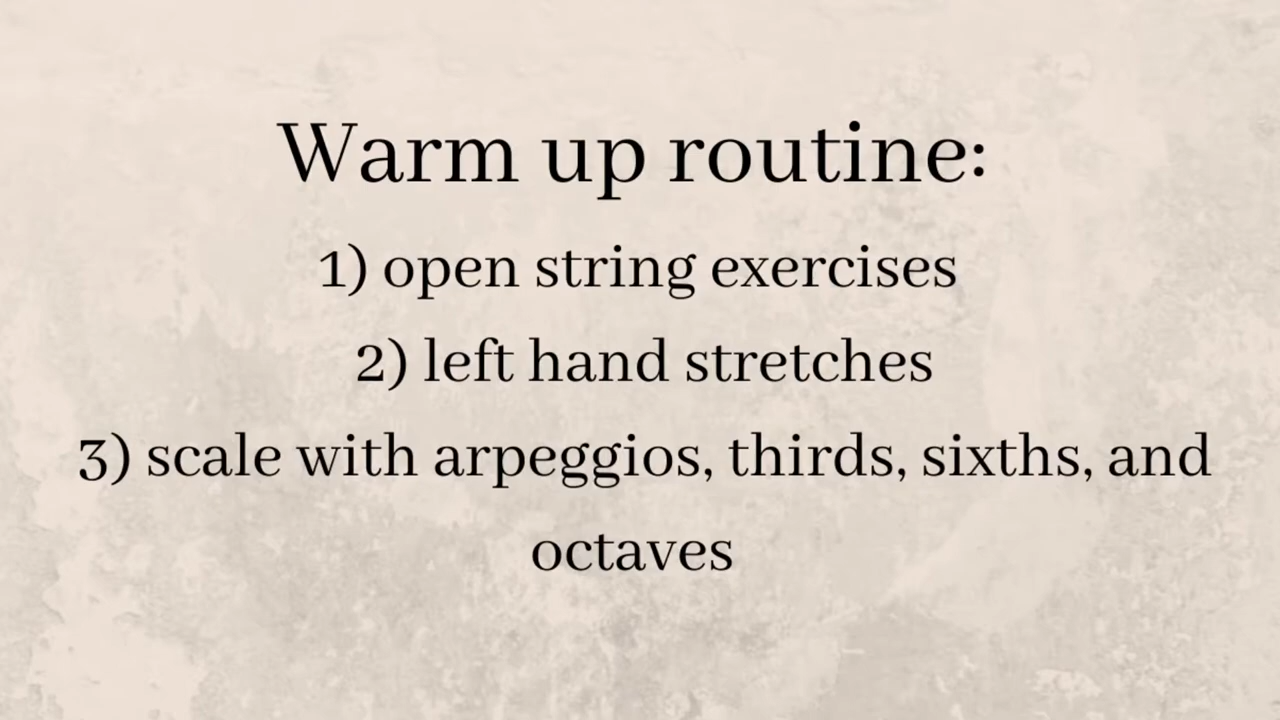 Warm up routine:
1) open string exercises
2) left hand stretches
3) scale with arpeggios, thirds, sixths, and
octaves